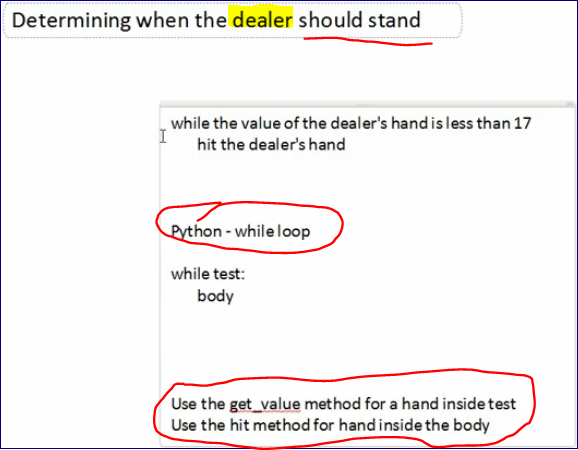 Determining when the dealer should stand
while the value of the dealer's hand is less than 17
hit the dealer's hand
Python - while loop
while test:
body
Use the get_value method for a hand inside test
Use the hit method for hand inside the body